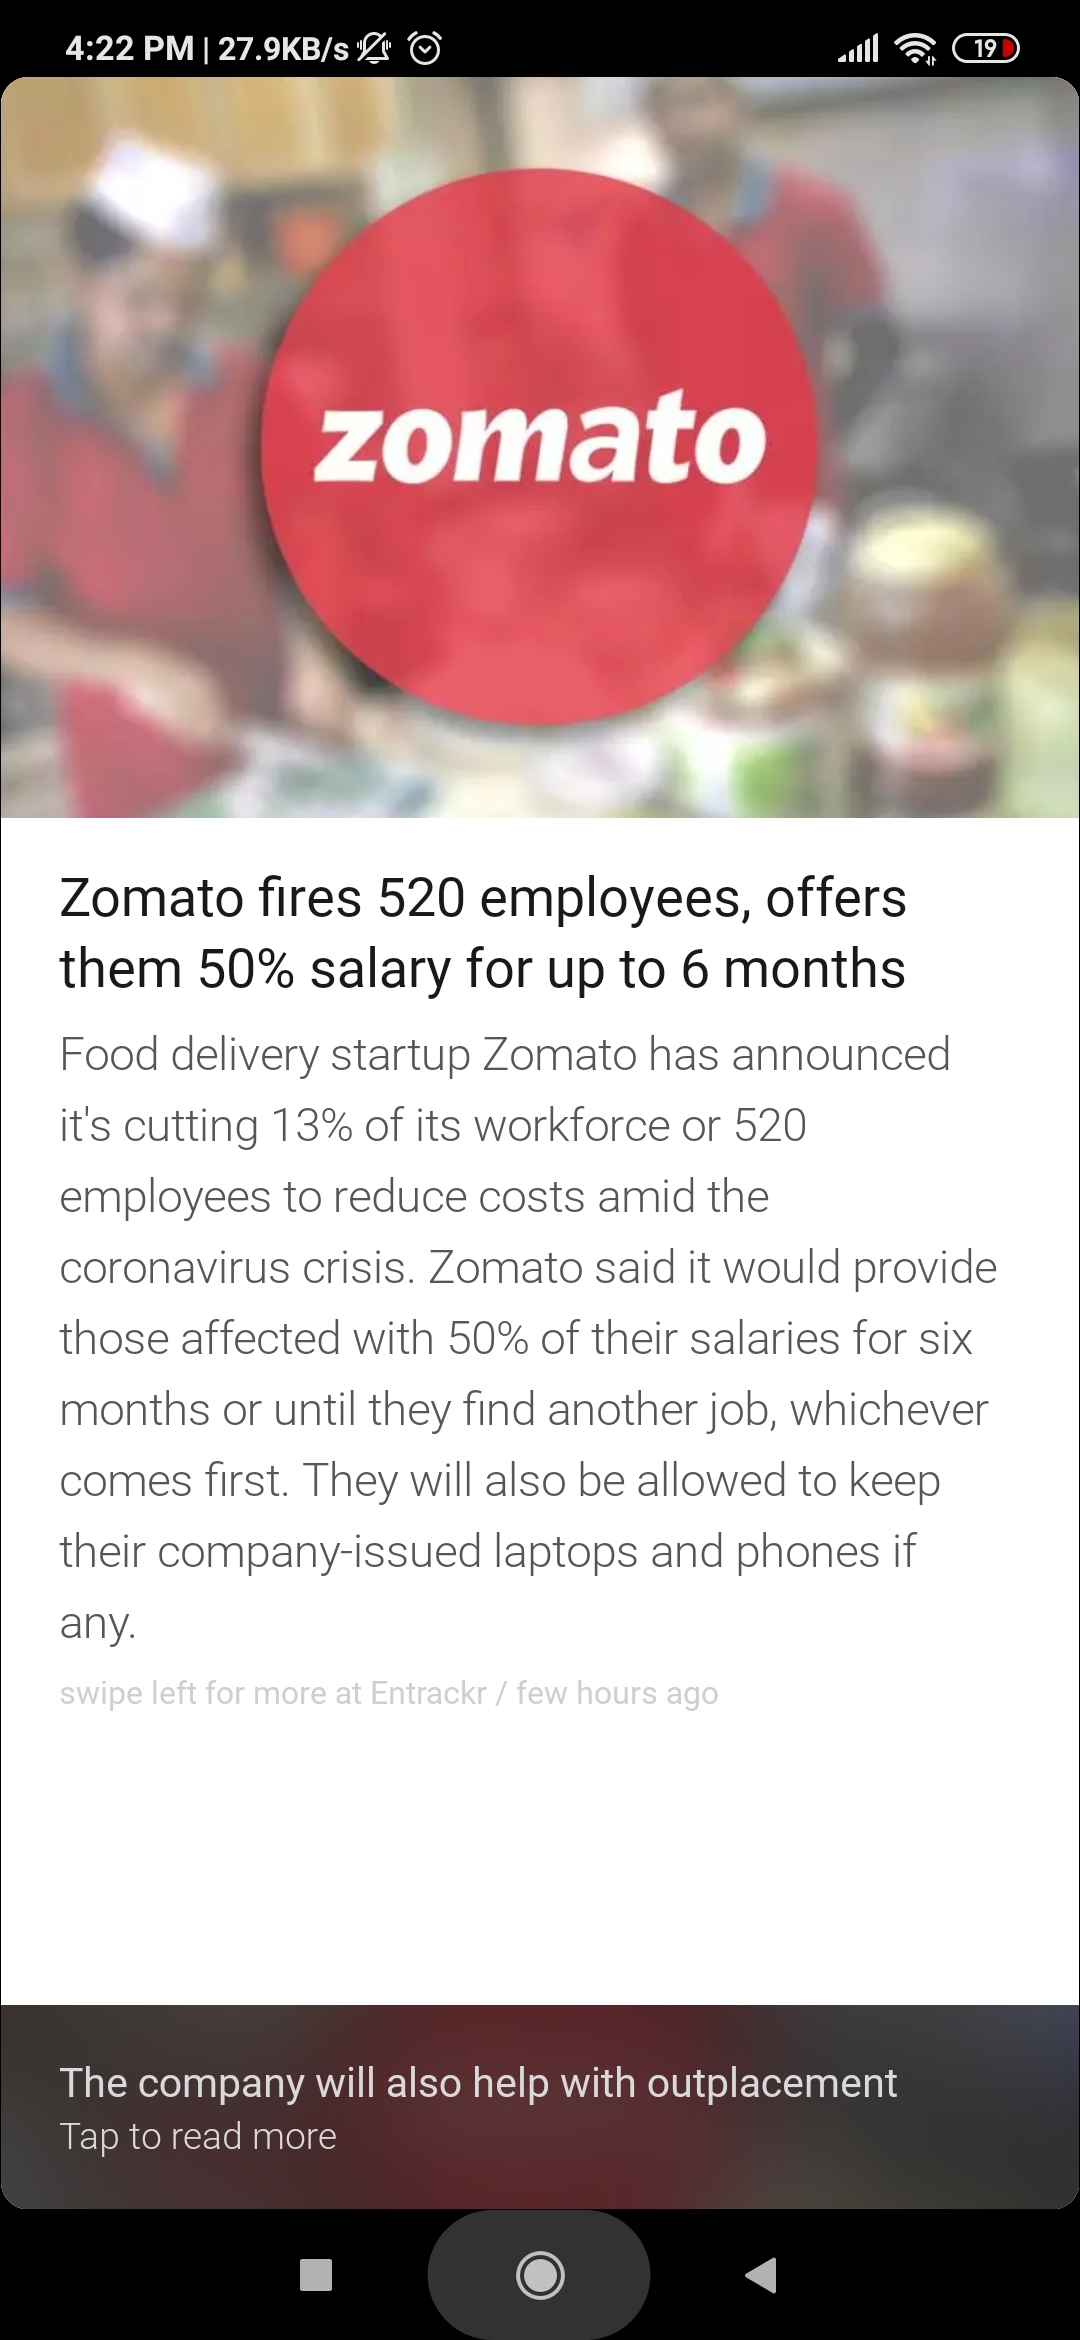 4:22 PM | 27.9KB/s
19
zomato
Zomato fires 520 employees, offers
them 50% salary for up to 6 months
Food delivery startup Zomato has announced
it's cutting 13% of its workforce or 520
employees to reduce costs amid the
coronavirus crisis. Zomato said it would provide
those affected with 50% of their salaries for six
months or until they find another job, whichever
comes first. They will also be allowed to keep
their company-issued laptops and phones if
any.
swipe left for more at Entrackr / few hours ago
The company will also help with outplacement
Tap to read more